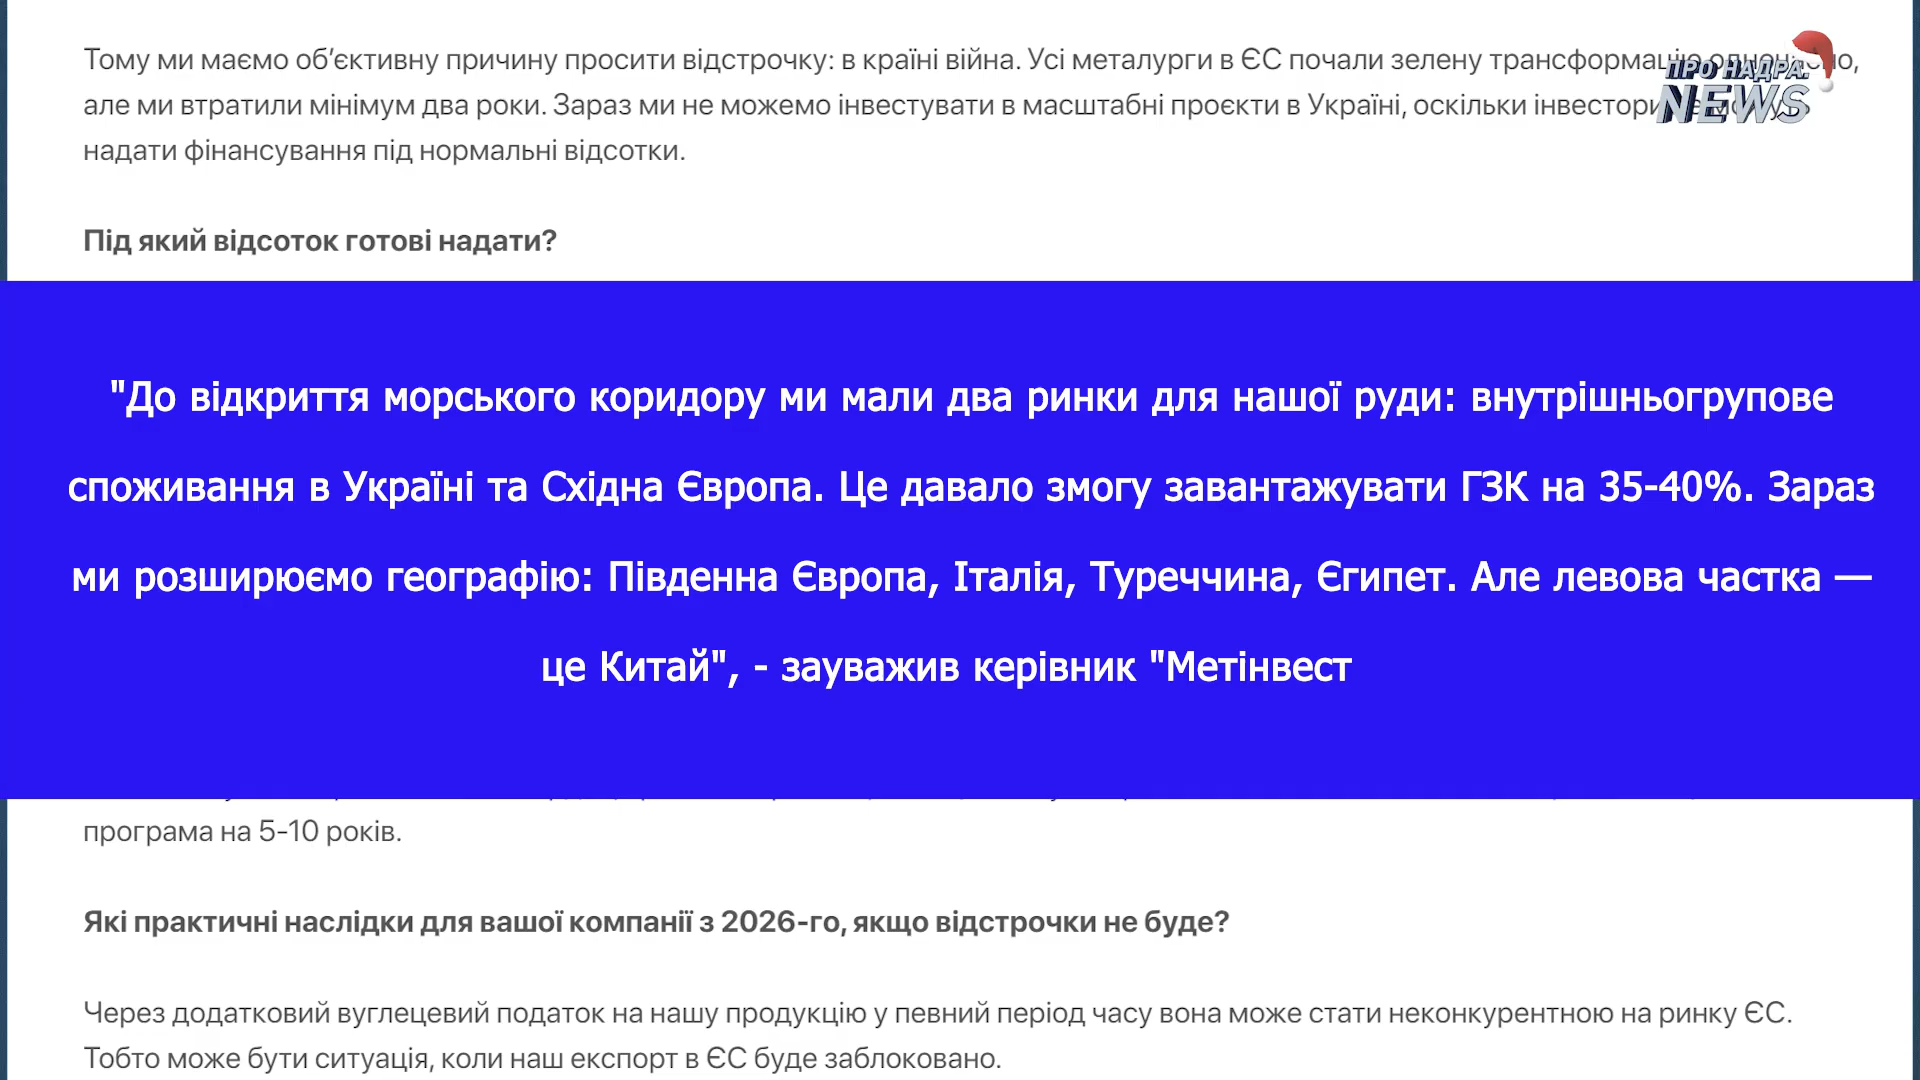 Тому ми маємо об’єктивну причину просити відстрочку: в країні війна. Усі металурги в ЄС почали зелену трансформацію
ПРО НАДРА.
NEWS
але ми втратили мінімум два роки. Зараз ми не можемо інвестувати в масштабні проєкти в Україні, оскільки інвестори
надати фінансування під нормальні відсотки.
Під який відсоток готові надати?
"До відкриття морського коридору ми мали два ринки для нашої руди: внутрішньогрупове
споживання в Україні та Східна Європа. Це давало змогу завантажувати ГЗК на 35-40%. Зараз
ми розширюємо географію: Південна Європа, Італія, Туреччина, Єгипет. Але левова частка —
це Китай", - зауважив керівник "Метінвест
програма на 5-10 років.
Які практичні наслідки для вашої компанії з 2026-го, якщо відстрочки не буде?
Через додатковий вуглецевий податок на нашу продукцію у певний період часу вона може стати неконкурентною на ринку ЄС.
Тобто може бути ситуація, коли наш експорт в ЄС буде заблоковано.